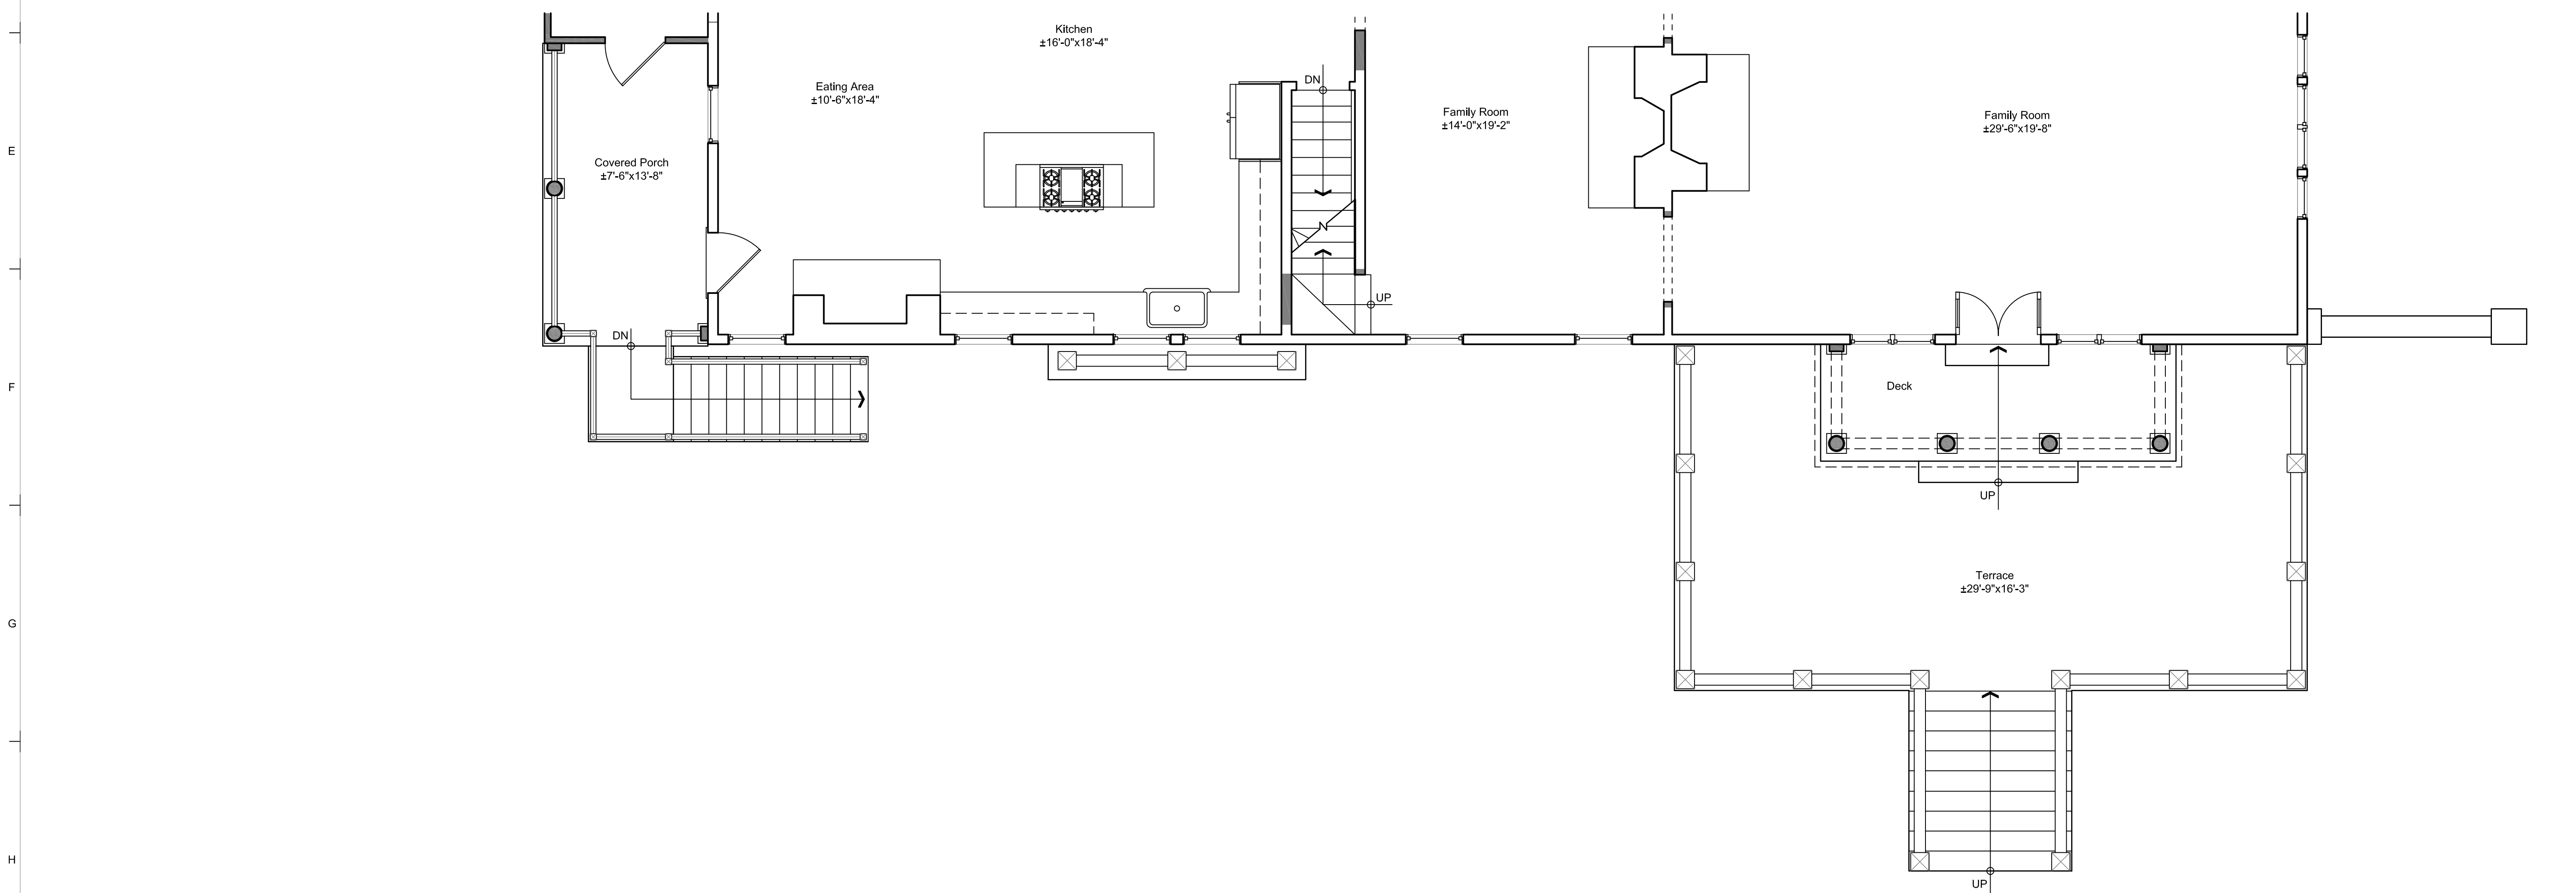 Kitchen
±16'-0"x18'-4"
Eating Area
±10'-6"x18'-4"
DN
Family Room
±14'-0"x19'-2"
Family Room
±29'-6"x19'-8"
E
Covered Porch
±7'-6"x13'-8"
UP
DN
F
Deck
UP
Terrace
±29'-9"x16'-3"
G
H
UP